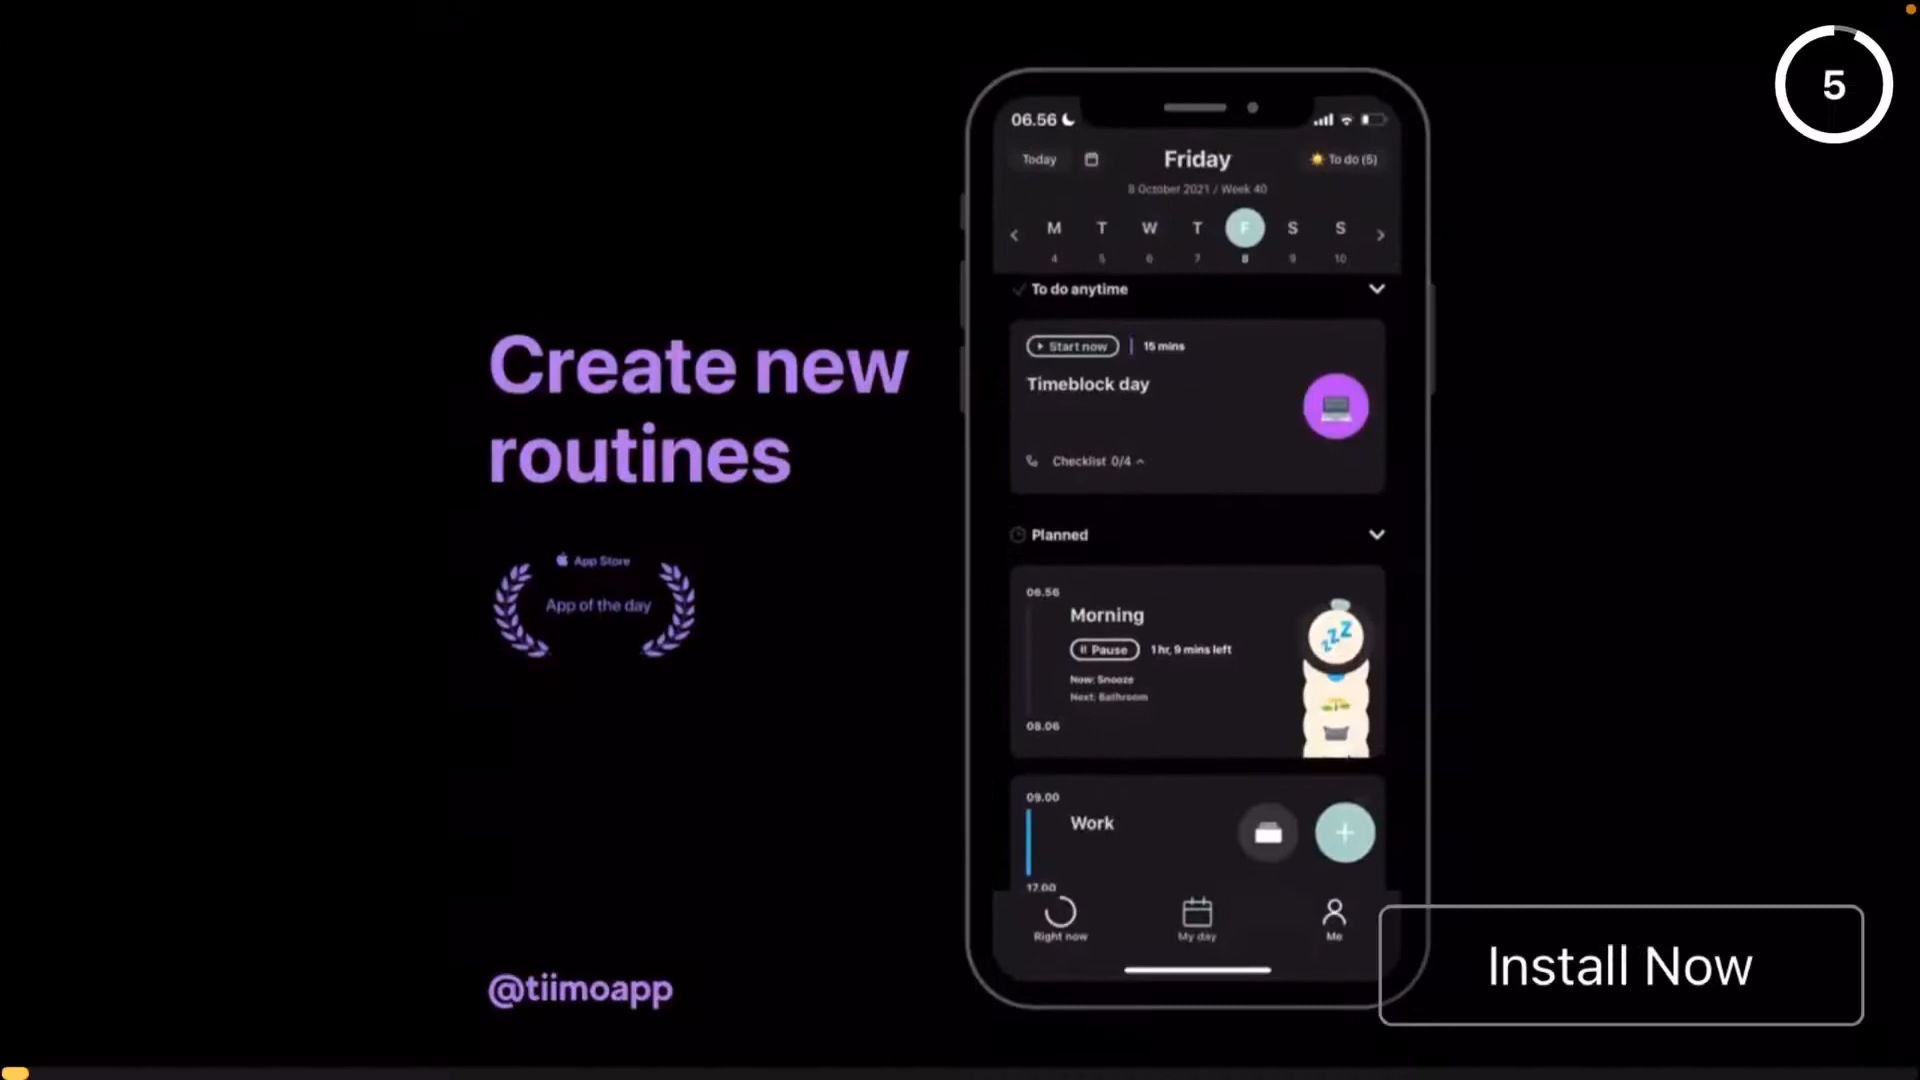 5
Create new
routines
App Store
App of the day
@tiimoapp
06.56
Today
Friday
To do (5)
8 October 2021 / Week 40
M T W T F S S
4 5 6 7 8 9 10
To do anytime
Start now
15 mins
Timeblock day
Checklist 0/4
Planned
06.56
Morning
Pause
1 hr, 9 mins left
Now: Snooze
Next: Bathroom
08.06
zzz
09.00
Work
17.00
Right now
My day
Me
Install Now